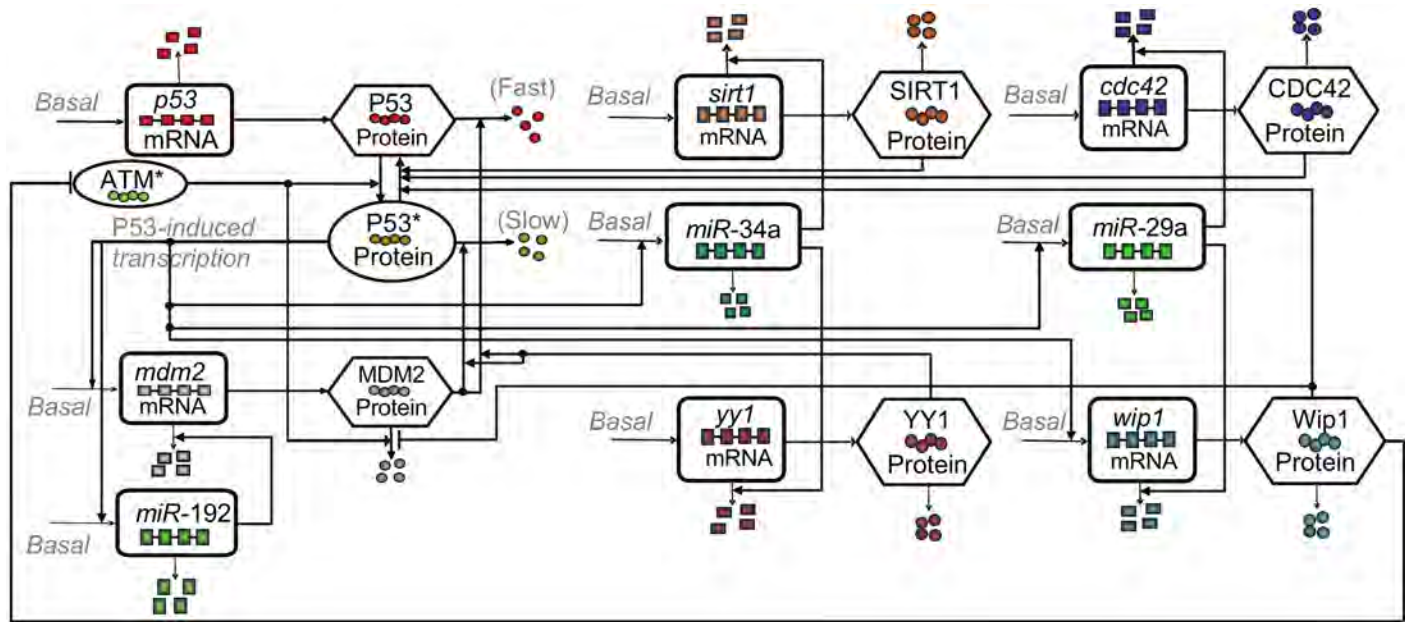 Basal
p53
mRNA
P53
Protein
(Fast)
Basal
sirt1
mRNA
SIRT1
Protein
Basal
cdc42
mRNA
CDC42
Protein
ATM*
P53-induced
transcription
P53*
Protein
(Slow)
Basal
miR-34a
Basal
miR-29a
Basal
mdm2
mRNA
MDM2
Protein
Basal
yy1
mRNA
YY1
Protein
Basal
wip1
mRNA
Wip1
Protein
Basal
miR-192